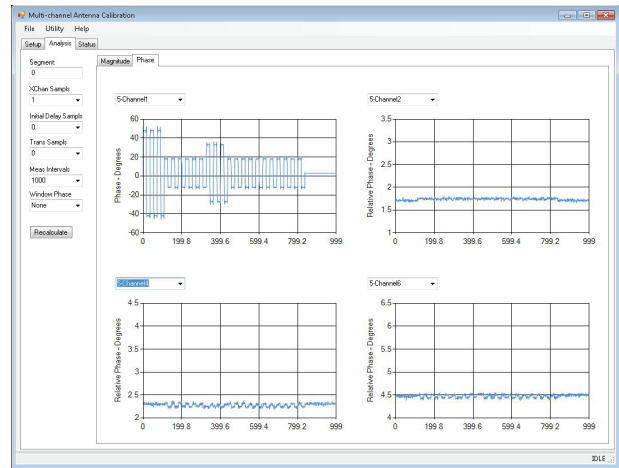 Multi-channel Antenna Calibration
File Utility Help
Setup Analysis Status
Segment
0
XChan Sampls
1
Initial Delay Sampls
0
Trans Sampls
0
Meas Intervals
1000
Window Phase
None
Recalculate
Magnitude Phase
5-Channel1
60
40
20
0
-20
-40
-60
Phase - Degrees
0 199.8 399.6 599.4 799.2 999
5-Channel2
3.5
3
2.5
2
1.5
1
Relative Phase - Degrees
0 199.8 399.6 599.4 799.2 999
5-Channel4
4.5
4
3.5
3
2.5
2
Relative Phase - Degrees
0 199.8 399.6 599.4 799.2 999
5-Channel6
6.5
6
5.5
5
4.5
4
Relative Phase - Degrees
0 199.8 399.6 599.4 799.2 999
IDLE